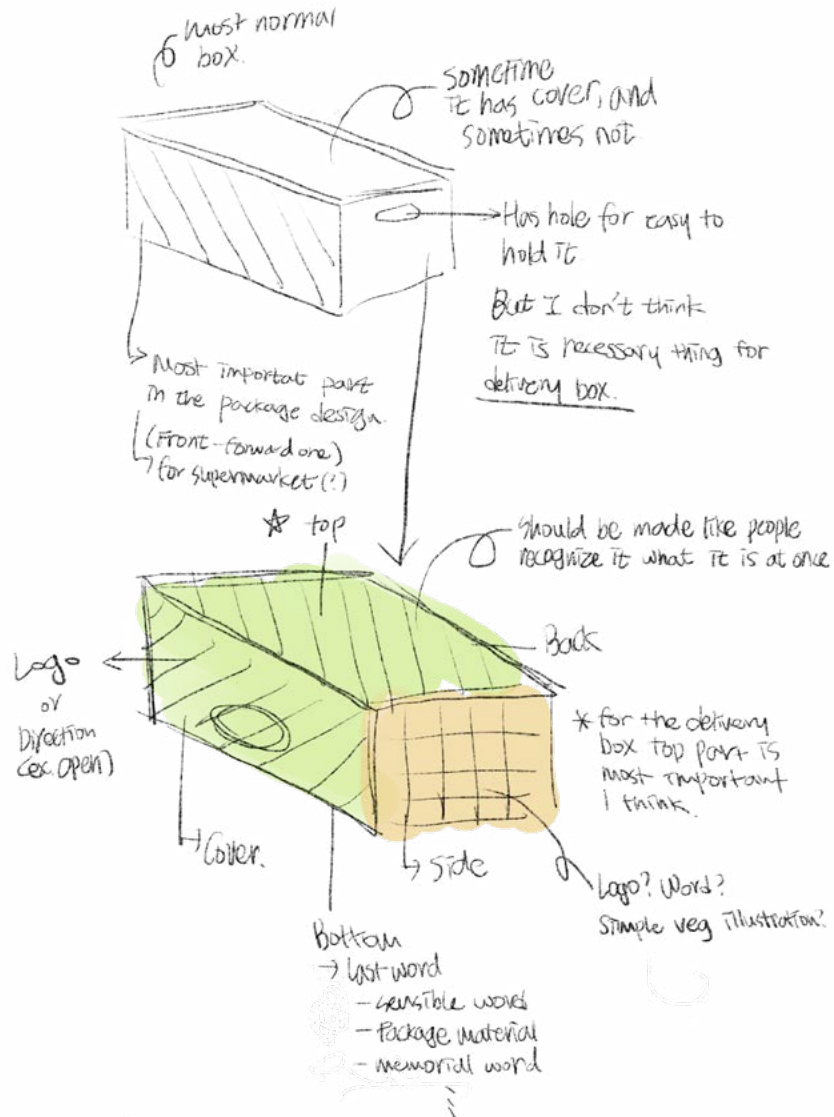 most normal
box.
sometime
it has cover, and
sometimes not.
Has hole for easy to
hold it.
But I don't think
it is necessary thing for
delivery box.
Most importat part
in the package design.
(Front-forward one)
for supermarket(!)
☆ top
should be made like people
recognize it what it is at once
Back
Logo
or
Direction
(ex. open)
* for the delivery
box top part is
most important
I think.
Cover.
Side
Logo? Word?
Simple veg illustration?
Bottom
→ last word
- sensible word
- Package material
- memorial word